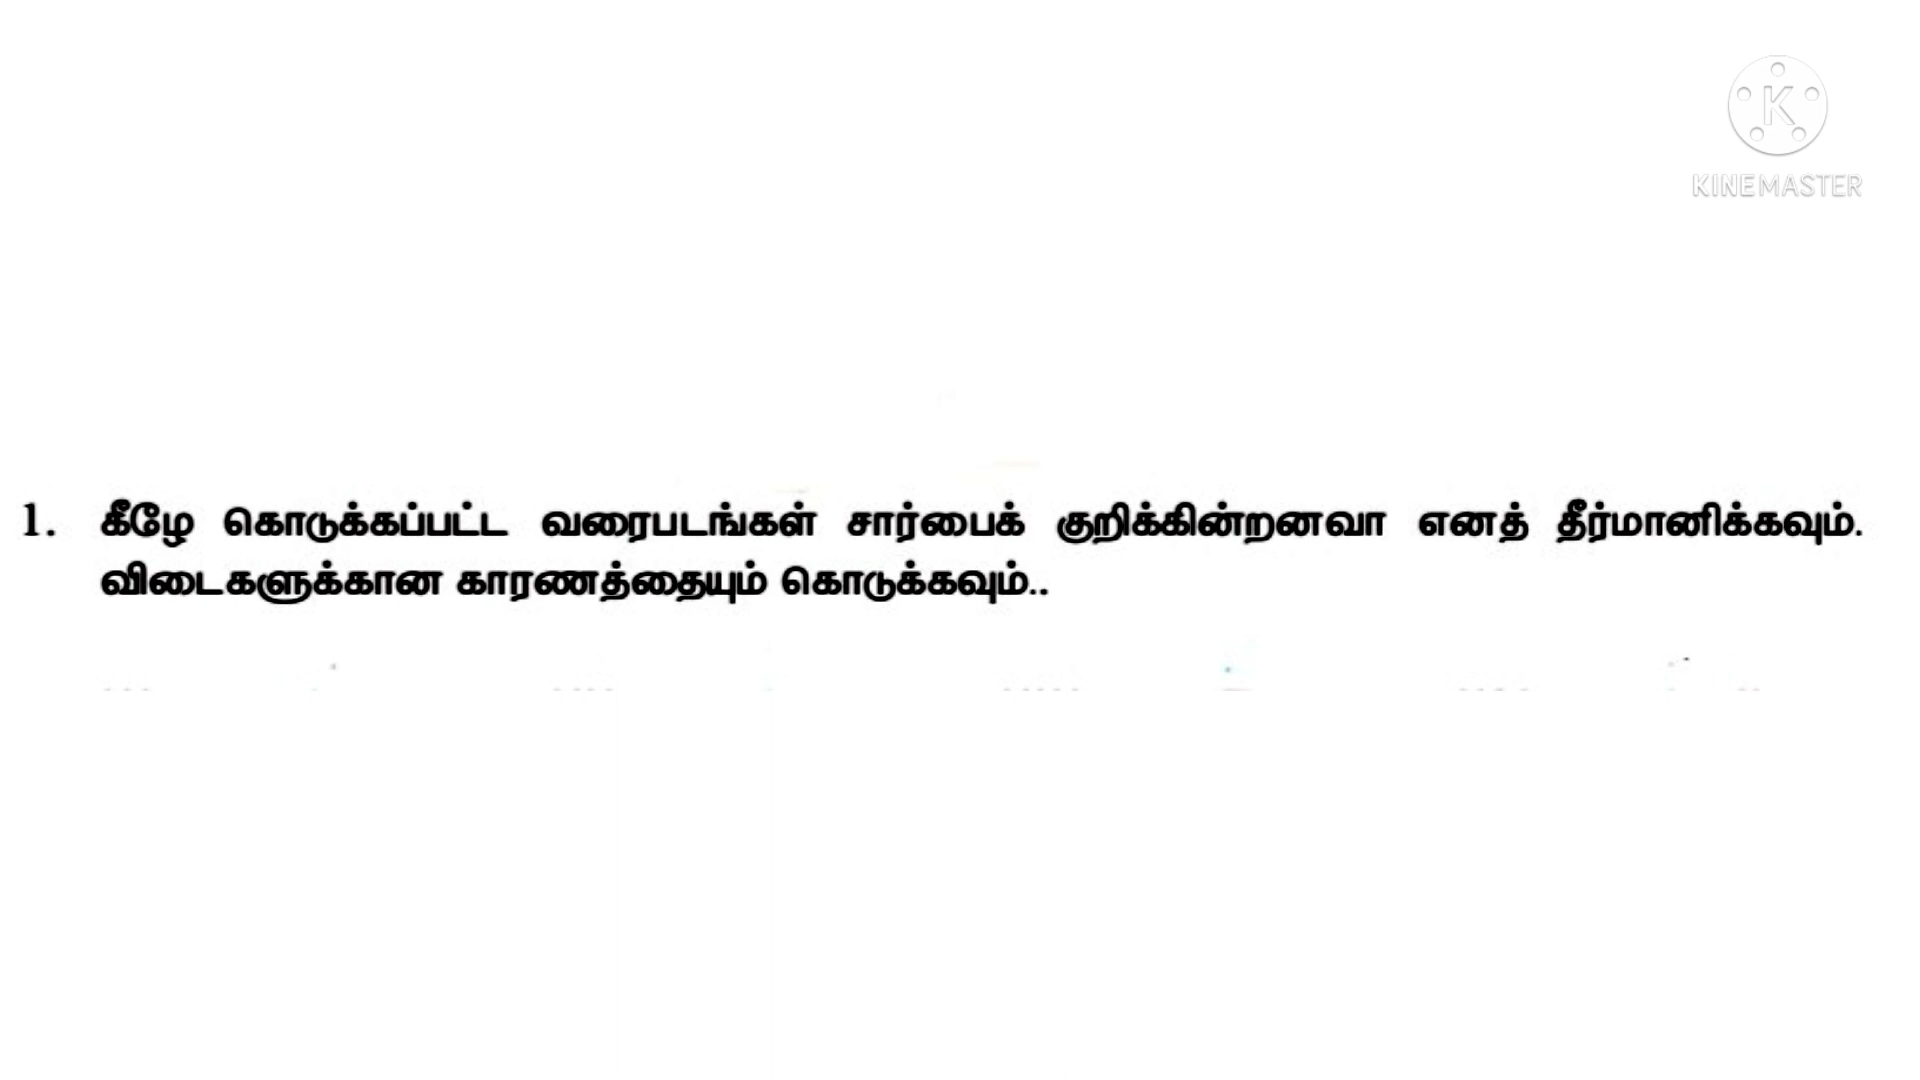 KINEMASTER
1. கீழே கொடுக்கப்பட்ட வரைபடங்கள் சார்பைக் குறிக்கின்றனவா எனத் தீர்மானிக்கவும்.
விடைகளுக்கான காரணத்தையும் கொடுக்கவும்..